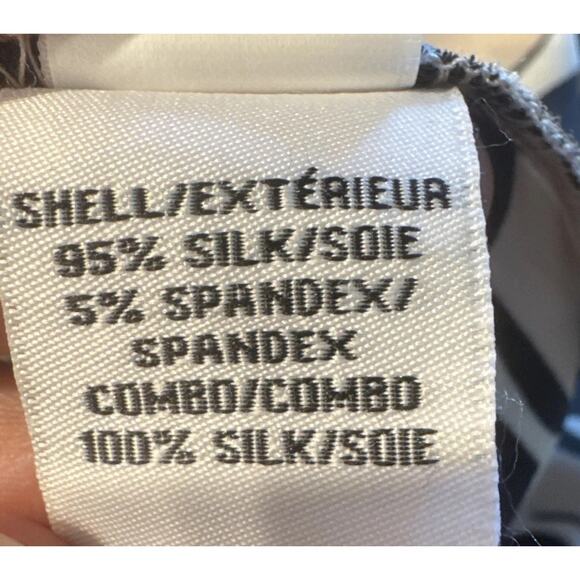 SHELL/EXTÉRIEUR
95% SILK/SOIE
5% SPANDEX/
SPANDEX
COMBO/COMBO
100% SILK/SOIE